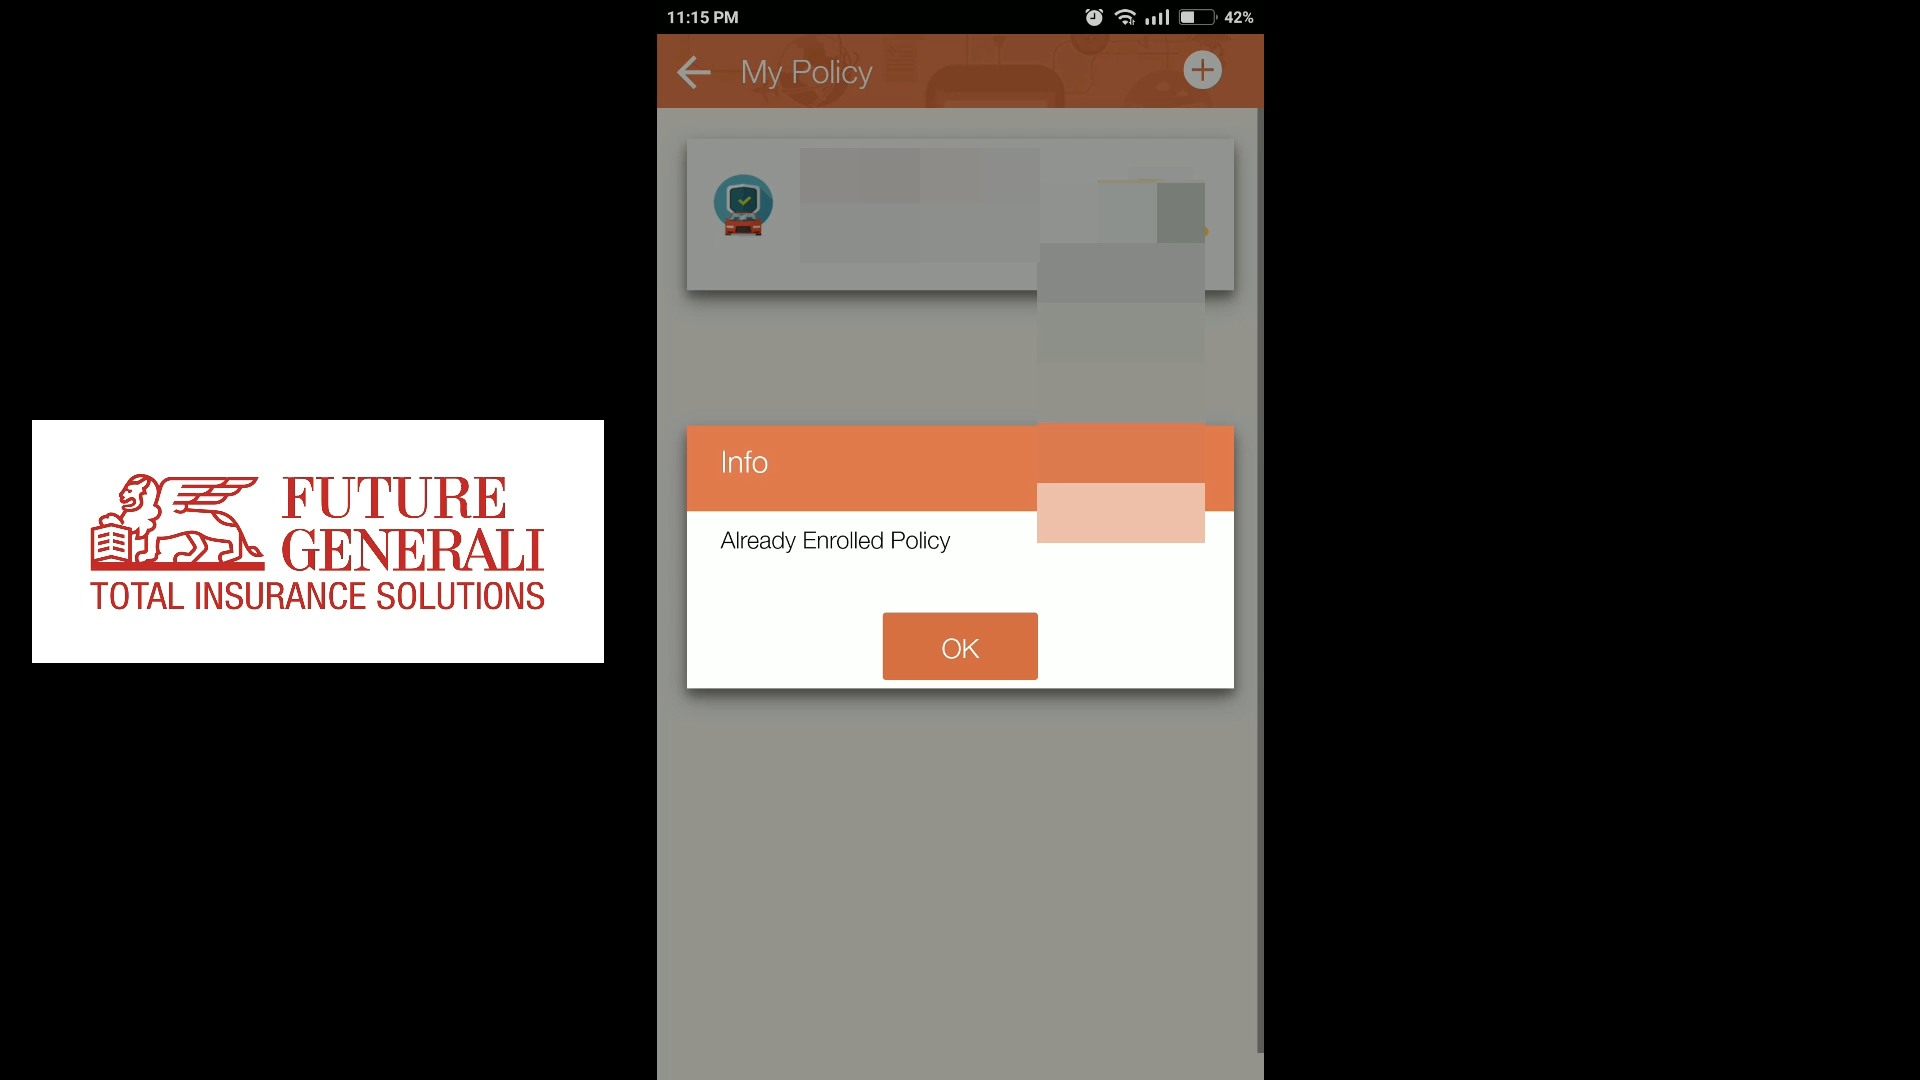 11:15 PM
42%
My Policy
Info
Already Enrolled Policy
OK
FUTURE
GENERALI
TOTAL INSURANCE SOLUTIONS